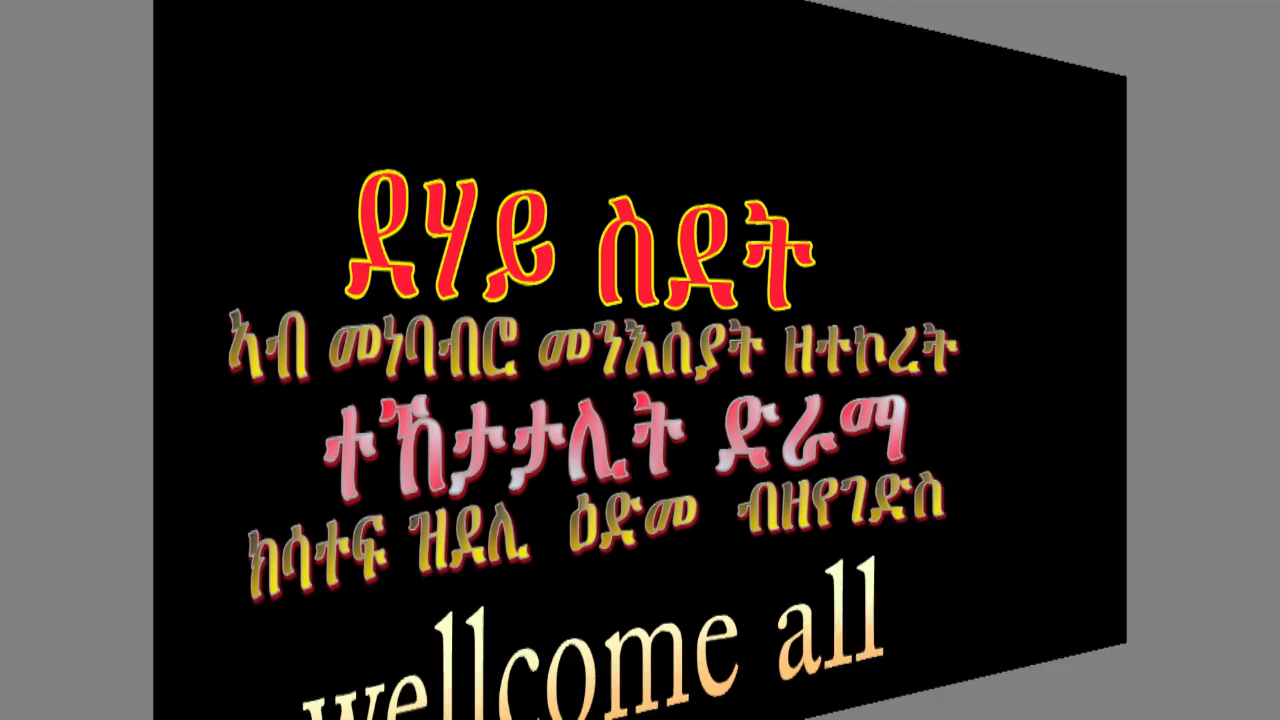 ደሃይ ስደት
ኣብ መነባብሮ መንእሰያት ዘተኮረት
ተኸታታሊት ድራማ
ክሳተፍ ዝደሊ ዕድመ ብዘየገድስ
wellcome all